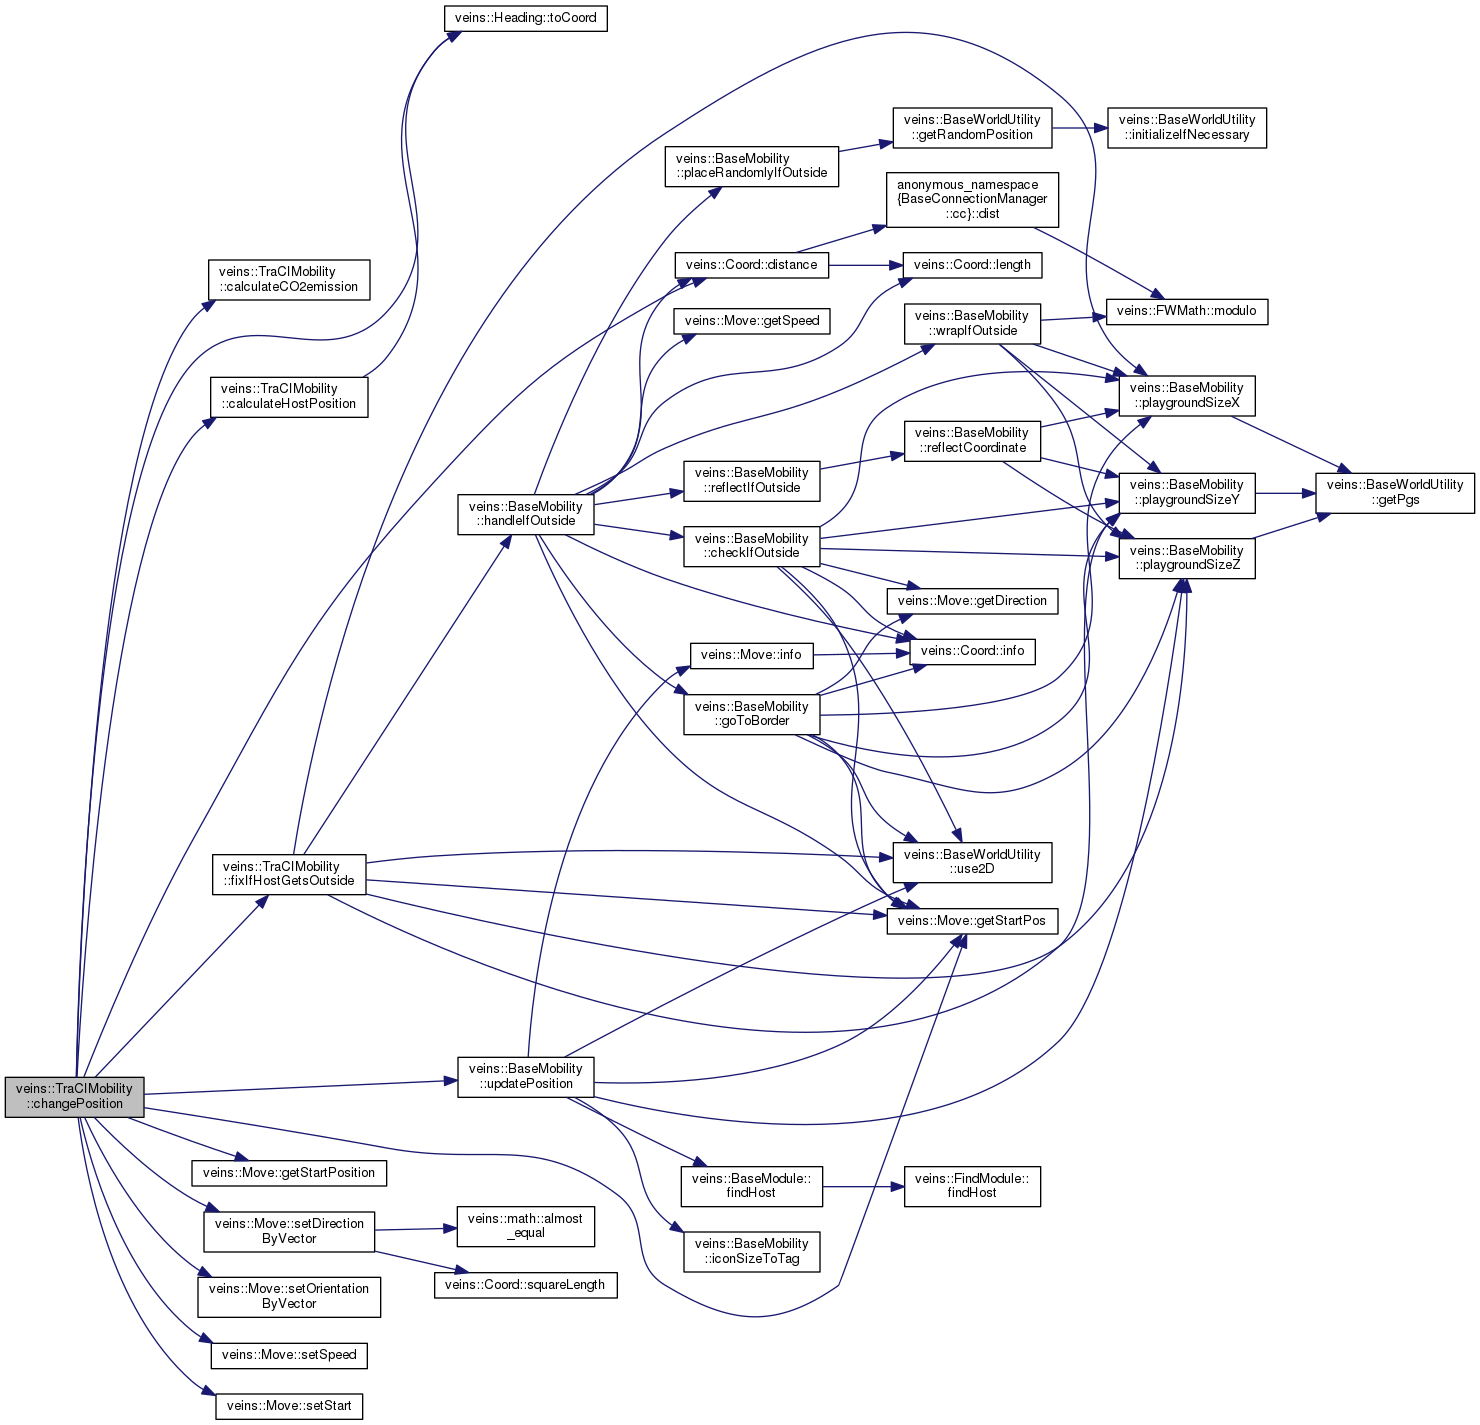 veins::Heading::toCoord
veins::BaseWorldUtility
::getRandomPosition
veins::BaseWorldUtility
::initializeIfNecessary
veins::BaseMobility
::placeRandomlyIfOutside
anonymous_namespace
{BaseConnectionManager
::cc}::dist
veins::TraCIMobility
::calculateCO2emission
veins::Coord::distance
veins::Coord::length
veins::Move::getSpeed
veins::BaseMobility
::wrapIfOutside
veins::FWMath::modulo
veins::TraCIMobility
::calculateHostPosition
veins::BaseMobility
::playgroundSizeX
veins::BaseMobility
::reflectCoordinate
veins::BaseMobility
::reflectIfOutside
veins::BaseMobility
::playgroundSizeY
veins::BaseWorldUtility
::getPgs
veins::BaseMobility
::handleIfOutside
veins::BaseMobility
::checkIfOutside
veins::BaseMobility
::playgroundSizeZ
veins::Move::getDirection
veins::Move::info
veins::Coord::info
veins::BaseMobility
::goToBorder
veins::TraCIMobility
::fixIfHostGetsOutside
veins::BaseWorldUtility
::use2D
veins::Move::getStartPos
veins::BaseMobility
::updatePosition
veins::TraCIMobility
::changePosition
veins::Move::getStartPosition
veins::BaseModule::
findHost
veins::FindModule::
findHost
veins::Move::setDirection
ByVector
veins::math::almost
_equal
veins::BaseMobility
::iconSizeToTag
veins::Coord::squareLength
veins::Move::setOrientation
ByVector
veins::Move::setSpeed
veins::Move::setStart